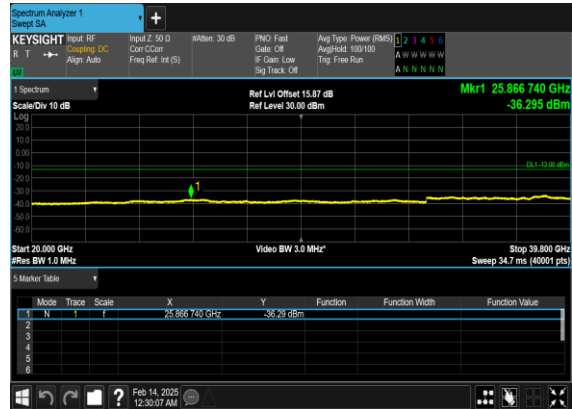 Spectrum Analyzer 1
Swept SA
+
KEYSIGHT
R T
Input: RF
Coupling: DC
Align: Auto
Input Z: 50 Ω
Corr CCorr
Freq Ref: Int (S)
#Atten: 30 dB
PNO: Fast
Gate: Off
IF Gain: Low
Sig Track: Off
Avg Type: Power (RMS)
Avg|Hold: 100/100
Trig: Free Run
1 2 3 4 5 6
A W W W W W
A N N N N N
1 Spectrum
Scale/Div 10 dB
Ref Lvl Offset 15.87 dB
Ref Level 30.00 dBm
Mkr1 25.866 740 GHz
-36.295 dBm
Log
20.0
10.0
0.00
-10.0
-20.0
-30.0
-40.0
-50.0
-60.0
1
DL1 -13.00 dBm
Start 20.000 GHz
#Res BW 1.0 MHz
Video BW 3.0 MHz*
Stop 39.800 GHz
Sweep 34.7 ms (40001 pts)
5 Marker Table
Mode Trace Scale X Y Function Function Width Function Value
1 N 1 f 25.866 740 GHz -36.29 dBm
2
3
4
5
6
?
Feb 14, 2025
12:30:07 AM